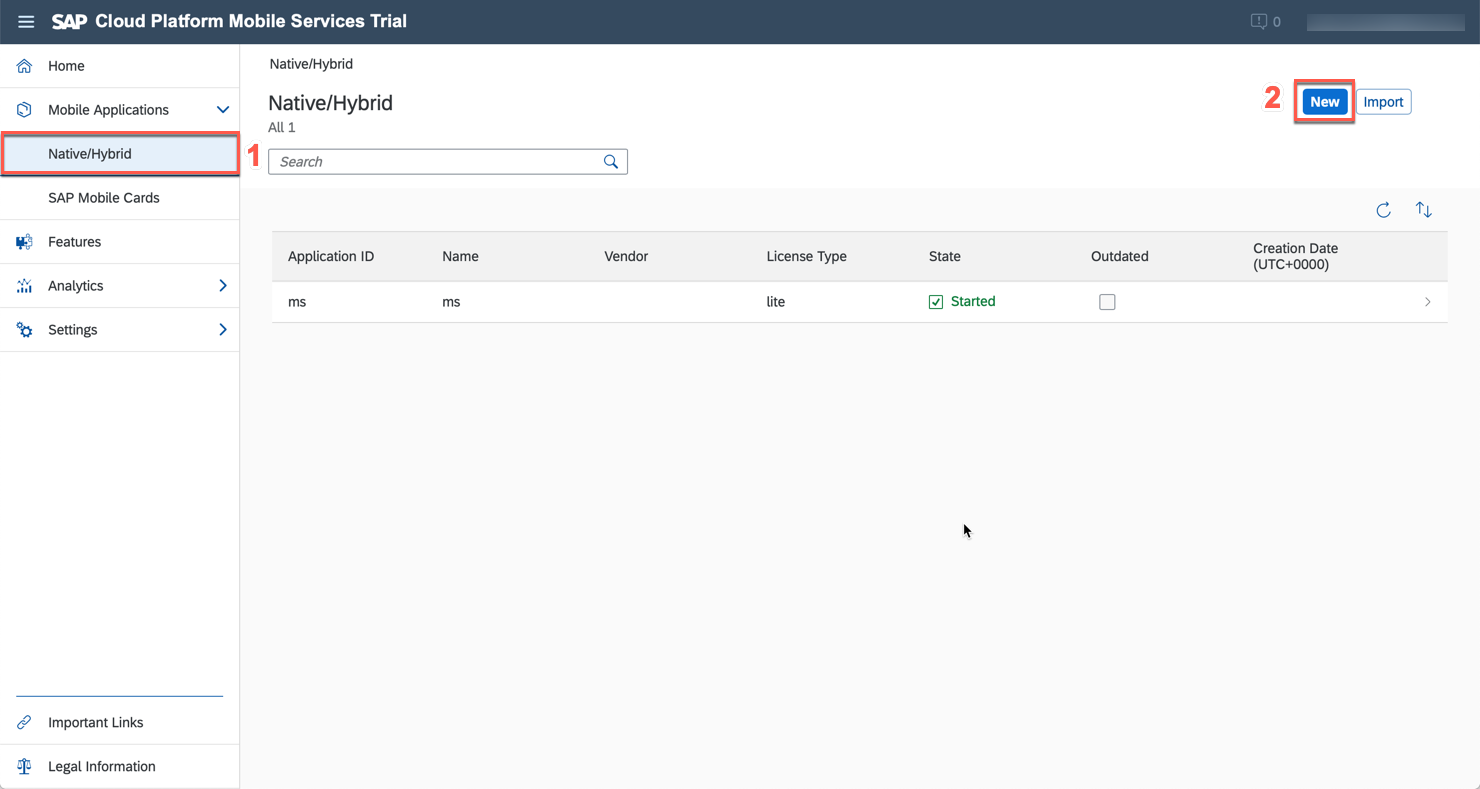 SAP Cloud Platform Mobile Services Trial
0
Home
Mobile Applications
Native/Hybrid
1
SAP Mobile Cards
Features
Analytics
Settings
Important Links
Legal Information
Native/Hybrid
Native/Hybrid
All 1
2
New
Import
Search
Application ID Name Vendor License Type State Outdated Creation Date
(UTC+0000)
ms ms lite Started